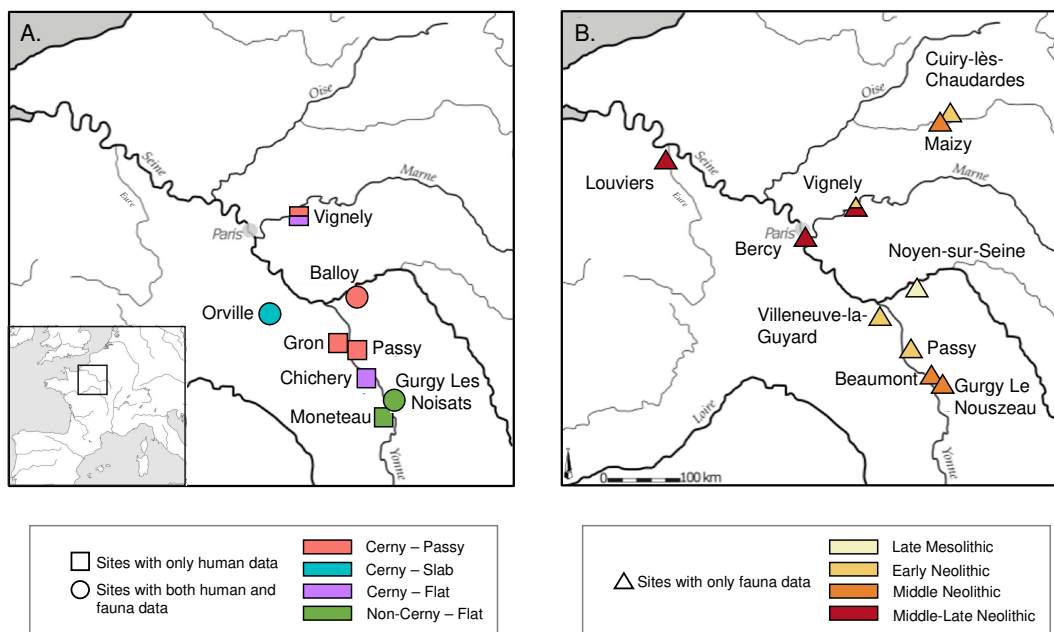 A.
Oise
Seine
Eure
Marne
Vignely
Paris
Balloy
Orville
Gron
Passy
Chichery
Gurgy Les
Noisats
Moneteau
Yonne
B.
Cuiry-lès-
Chaudardes
Oise
Maizy
Seine
Marne
Louviers
Vignely
Eure
Paris
Bercy
Noyen-sur-Seine
Villeneuve-la-
Guyard
Passy
Beaumont
Gurgy Le
Nouszeau
Loire
Yonne
0 100 km
Sites with only human data
Sites with both human and
fauna data
Cerny – Passy
Cerny – Slab
Cerny – Flat
Non-Cerny – Flat
Sites with only fauna data
Late Mesolithic
Early Neolithic
Middle Neolithic
Middle-Late Neolithic